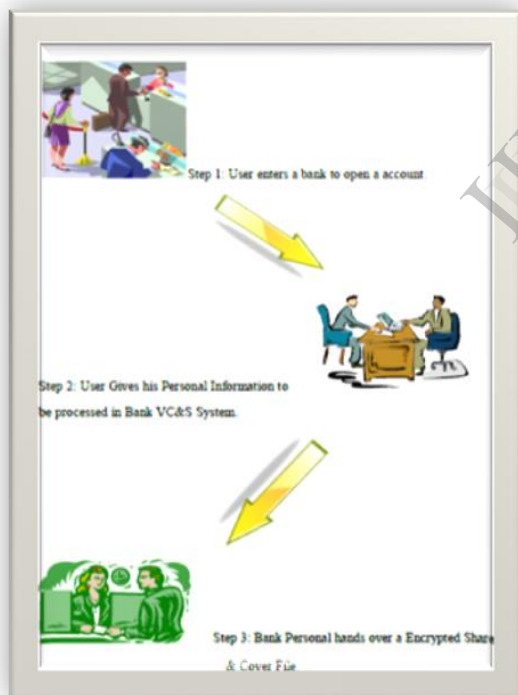 Step 1: User enters a bank to open a account
Step 2: User Gives his Personal Information to
be processed in Bank VC&S System.
Step 3: Bank Personal hands over a Encrypted Share
& Cover File